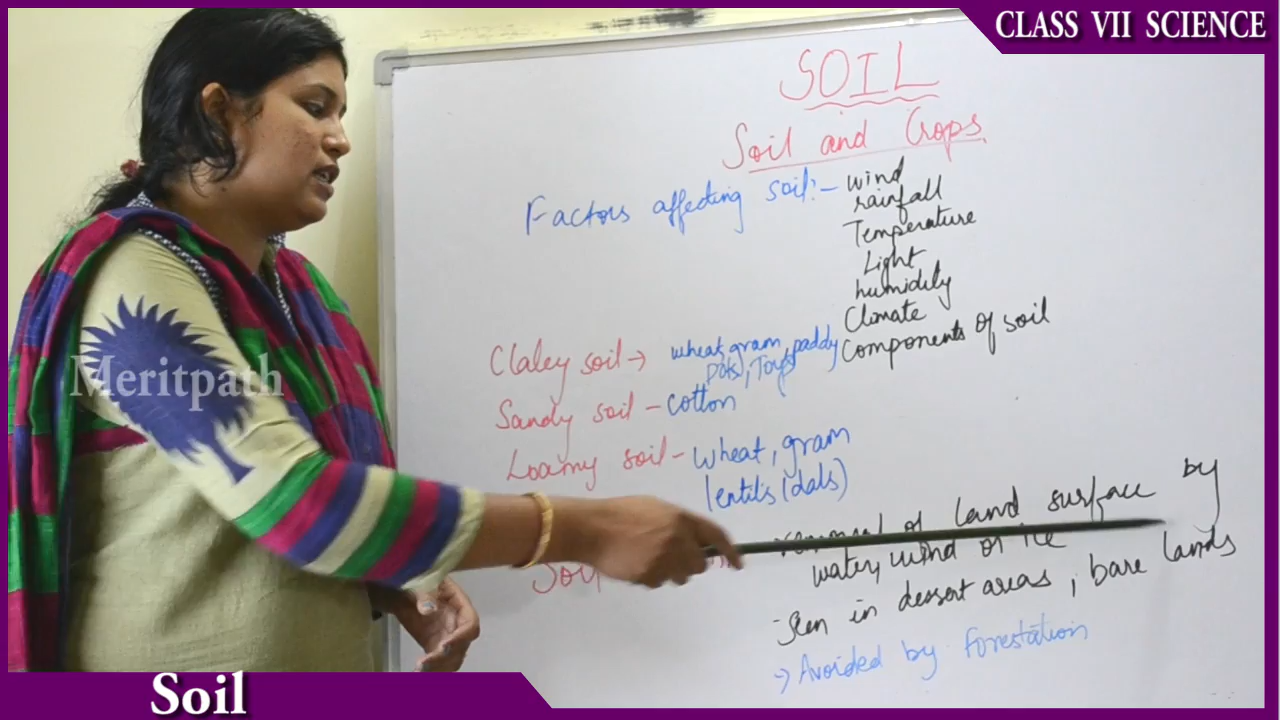 CLASS VII SCIENCE
SOIL
Soil and Crops
Factors affecting soil:- wind
rainfall
Temperature
Light
humidity
Climate
Components of soil
Claley soil → wheat, gram, paddy
Pots, Toys
Sandy soil - cotton
Loamy soil - wheat, gram
lentils (dals)
of land surface by
water, wind or ice
Seen in dessert areas, bare lands
→ Avoided by forestation
Meritpath
Soil